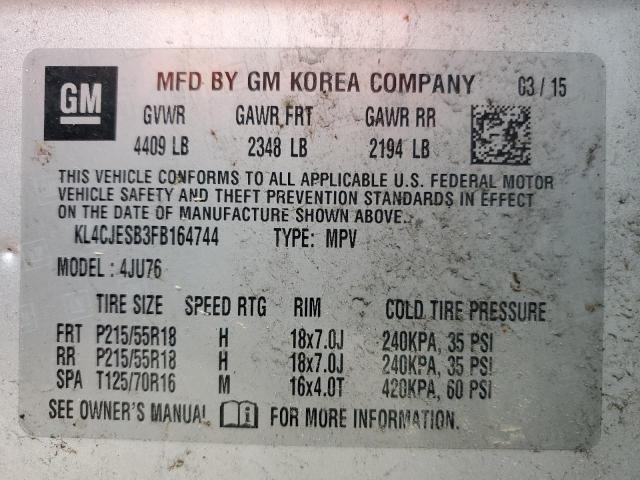 GM MFD BY GM KOREA COMPANY 03/15
GVWR GAWR FRT GAWR RR
4409 LB 2348 LB 2194 LB
THIS VEHICLE CONFORMS TO ALL APPLICABLE U.S. FEDERAL MOTOR
VEHICLE SAFETY AND THEFT PREVENTION STANDARDS IN EFFECT
ON THE DATE OF MANUFACTURE SHOWN ABOVE.
KL4CJESB3FB164744 TYPE: MPV
MODEL: 4JU76
TIRE SIZE SPEED RTG RIM COLD TIRE PRESSURE
FRT P215/55R18 H 18x7.0J 240KPA, 35 PSI
RR P215/55R18 H 18x7.0J 240KPA, 35 PSI
SPA T125/70R16 M 16x4.0T 420KPA, 60 PSI
SEE OWNER'S MANUAL FOR MORE INFORMATION.